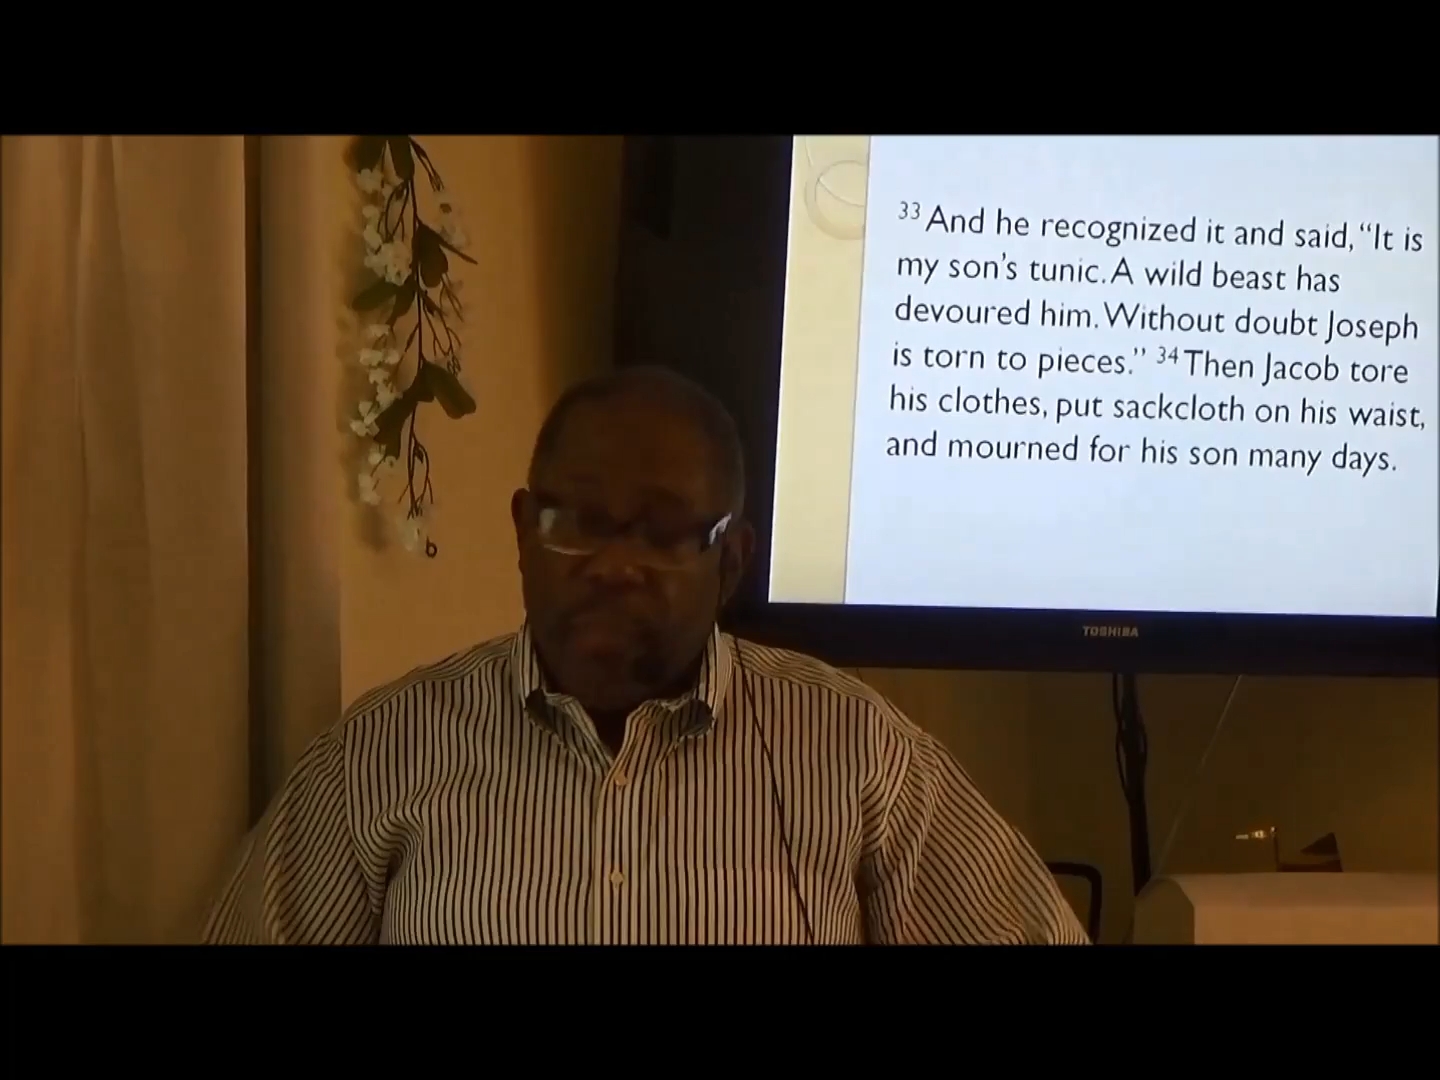 33 And he recognized it and said, “It is
my son’s tunic. A wild beast has
devoured him. Without doubt Joseph
is torn to pieces.” 34 Then Jacob tore
his clothes, put sackcloth on his waist,
and mourned for his son many days.
TOSHIBA